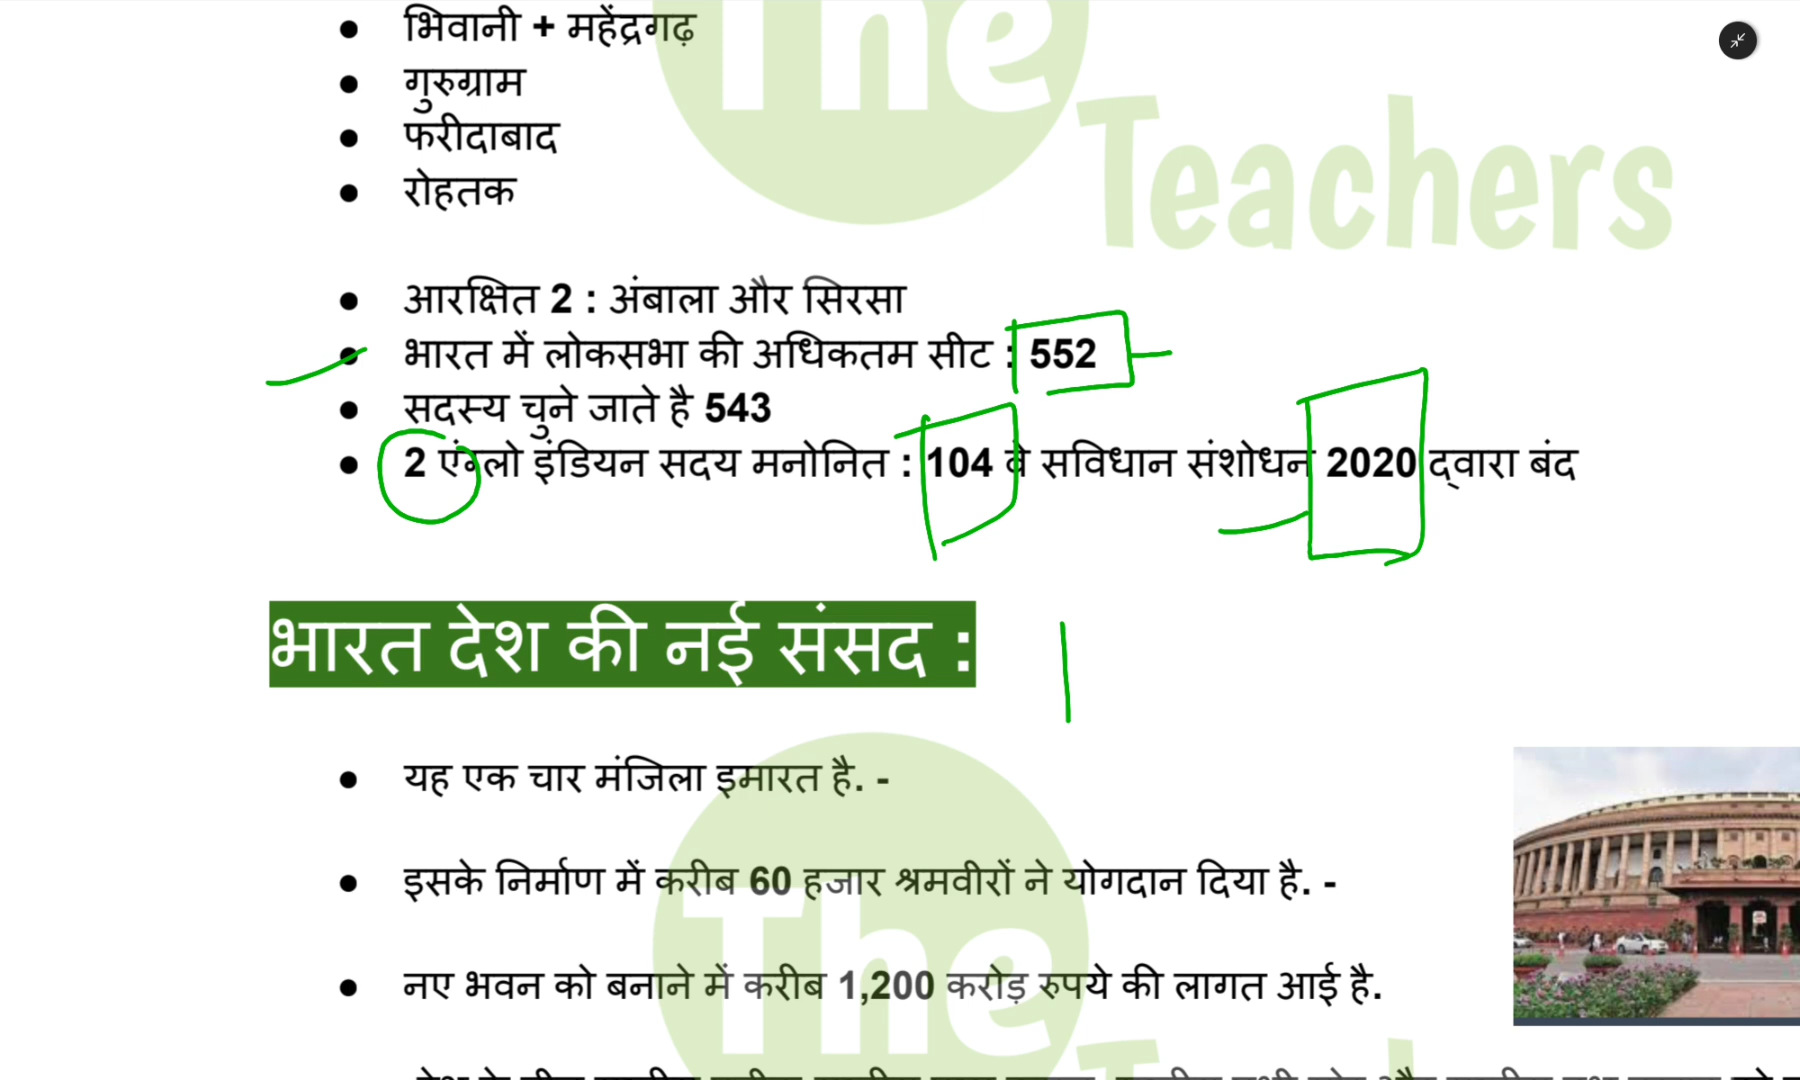 भिवानी + महेंद्रगढ़
गुरुग्राम
फरीदाबाद
रोहतक
The
Teachers
आरक्षित 2 : अंबाला और सिरसा
भारत में लोकसभा की अधिकतम सीट : 552
सदस्य चुने जाते है 543
2 एंग्लो इंडियन सदय मनोनित : 104 वे सविधान संशोधन 2020 द्वारा बंद
भारत देश की नई संसद :
यह एक चार मंजिला इमारत है. -
इसके निर्माण में करीब 60 हजार श्रमवीरों ने योगदान दिया है. -
The
नए भवन को बनाने में करीब 1,200 करोड़ रुपये की लागत आई है.